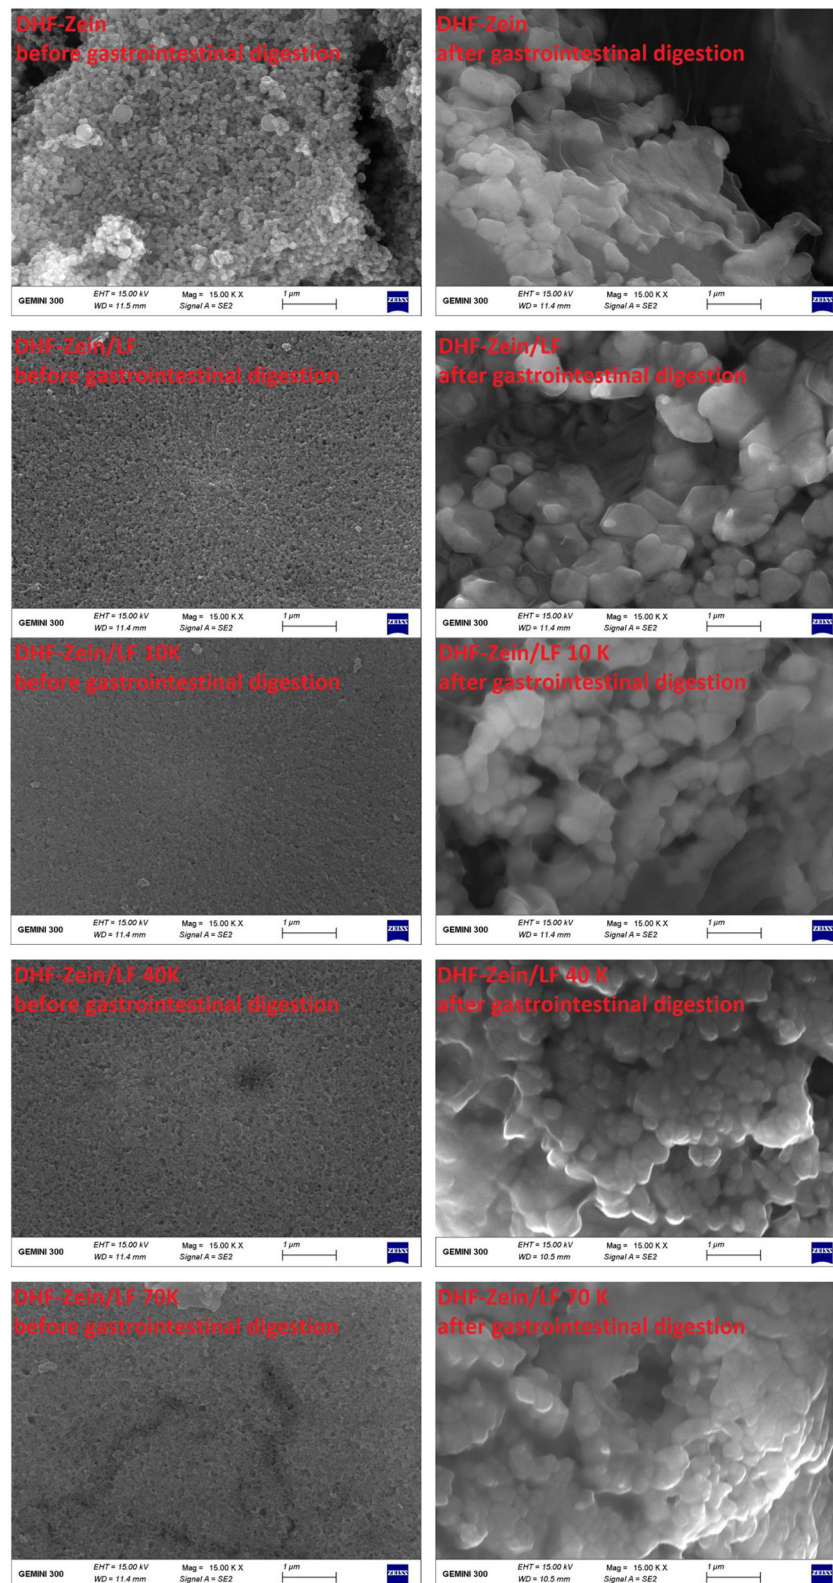 DHF-Zein
before gastrointestinal digestion
GEMINI 300
EHT = 15.00 kV
Mag = 15.00 K X
1 µm
WD = 11.5 mm
Signal A = SE2
ZEISS
DHF-Zein
after gastrointestinal digestion
GEMINI 300
EHT = 15.00 kV
Mag = 15.00 K X
1 µm
WD = 11.4 mm
Signal A = SE2
ZEISS
DHF-Zein/LF
before gastrointestinal digestion
GEMINI 300
EHT = 15.00 kV
Mag = 15.00 K X
1 µm
WD = 11.4 mm
Signal A = SE2
ZEISS
DHF-Zein/LF
after gastrointestinal digestion
GEMINI 300
EHT = 15.00 kV
Mag = 15.00 K X
1 µm
WD = 11.4 mm
Signal A = SE2
ZEISS
DHF-Zein/LF 10K
before gastrointestinal digestion
GEMINI 300
EHT = 15.00 kV
Mag = 15.00 K X
1 µm
WD = 11.4 mm
Signal A = SE2
ZEISS
DHF-Zein/LF 10 K
after gastrointestinal digestion
GEMINI 300
EHT = 15.00 kV
Mag = 15.00 K X
1 µm
WD = 11.4 mm
Signal A = SE2
ZEISS
DHF-Zein/LF 40K
before gastrointestinal digestion
GEMINI 300
EHT = 15.00 kV
Mag = 15.00 K X
1 µm
WD = 11.4 mm
Signal A = SE2
ZEISS
DHF-Zein/LF 40 K
after gastrointestinal digestion
GEMINI 300
EHT = 15.00 kV
Mag = 15.00 K X
1 µm
WD = 10.5 mm
Signal A = SE2
ZEISS
DHF-Zein/LF 70K
before gastrointestinal digestion
GEMINI 300
EHT = 15.00 kV
Mag = 15.00 K X
1 µm
WD = 11.4 mm
Signal A = SE2
ZEISS
DHF-Zein/LF 70 K
after gastrointestinal digestion
GEMINI 300
EHT = 15.00 kV
Mag = 15.00 K X
1 µm
WD = 10.5 mm
Signal A = SE2
ZEISS